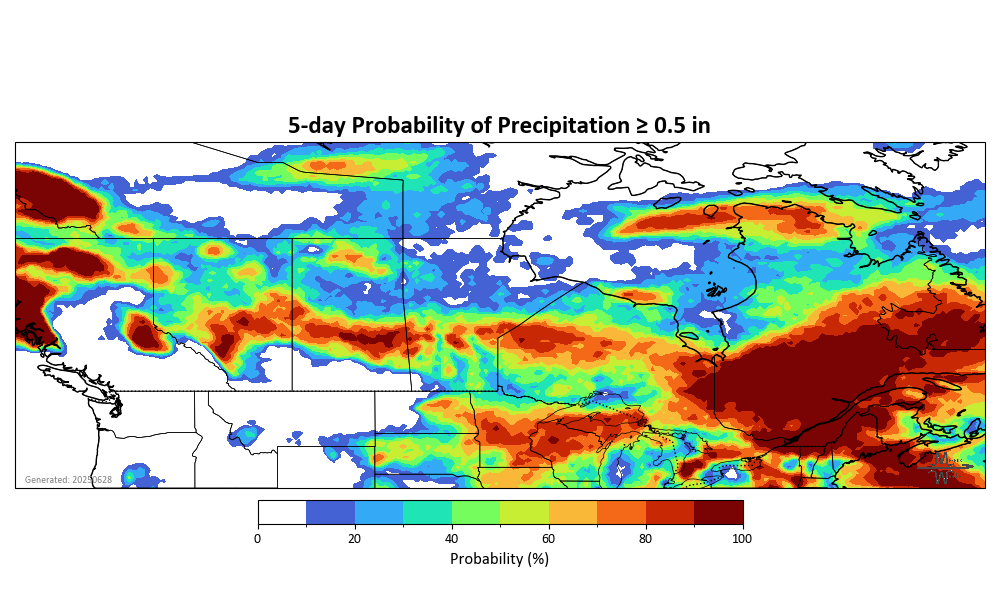 5-day Probability of Precipitation ≥ 0.5 in
Generated: 20250628
0 20 40 60 80 100
Probability (%)